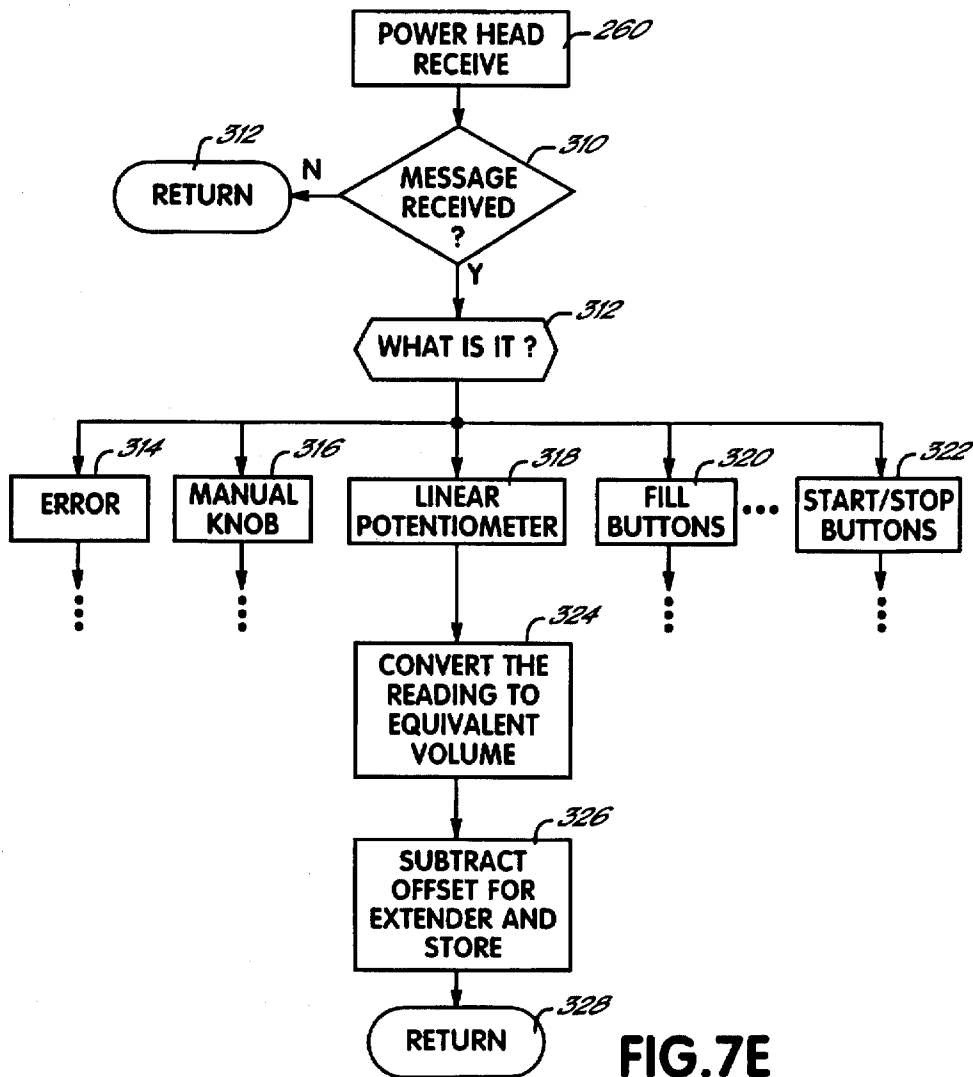 POWER HEAD
RECEIVE
260
MESSAGE
RECEIVED
?
310
N
312
RETURN
Y
WHAT IS IT ?
312
314
ERROR
316
MANUAL
KNOB
318
LINEAR
POTENTIOMETER
320
FILL
BUTTONS
•••
322
START/STOP
BUTTONS
324
CONVERT THE
READING TO
EQUIVALENT
VOLUME
326
SUBTRACT
OFFSET FOR
EXTENDER AND
STORE
328
RETURN
FIG.7E